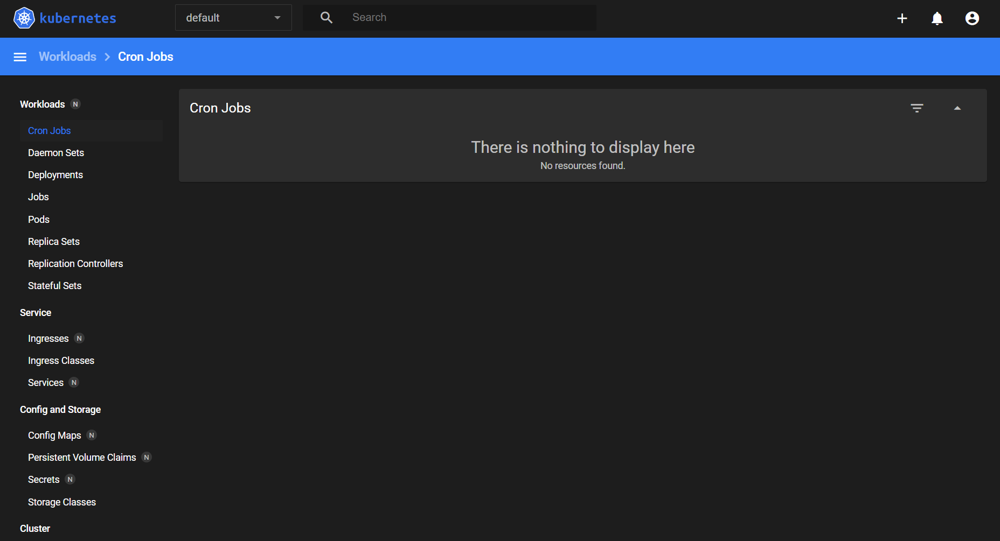 kubernetes
default
Search
Workloads > Cron Jobs
Workloads N
Cron Jobs
Daemon Sets
Deployments
Jobs
Pods
Replica Sets
Replication Controllers
Stateful Sets
Service
Ingresses N
Ingress Classes
Services N
Config and Storage
Config Maps N
Persistent Volume Claims N
Secrets N
Storage Classes
Cluster
Cron Jobs
There is nothing to display here
No resources found.